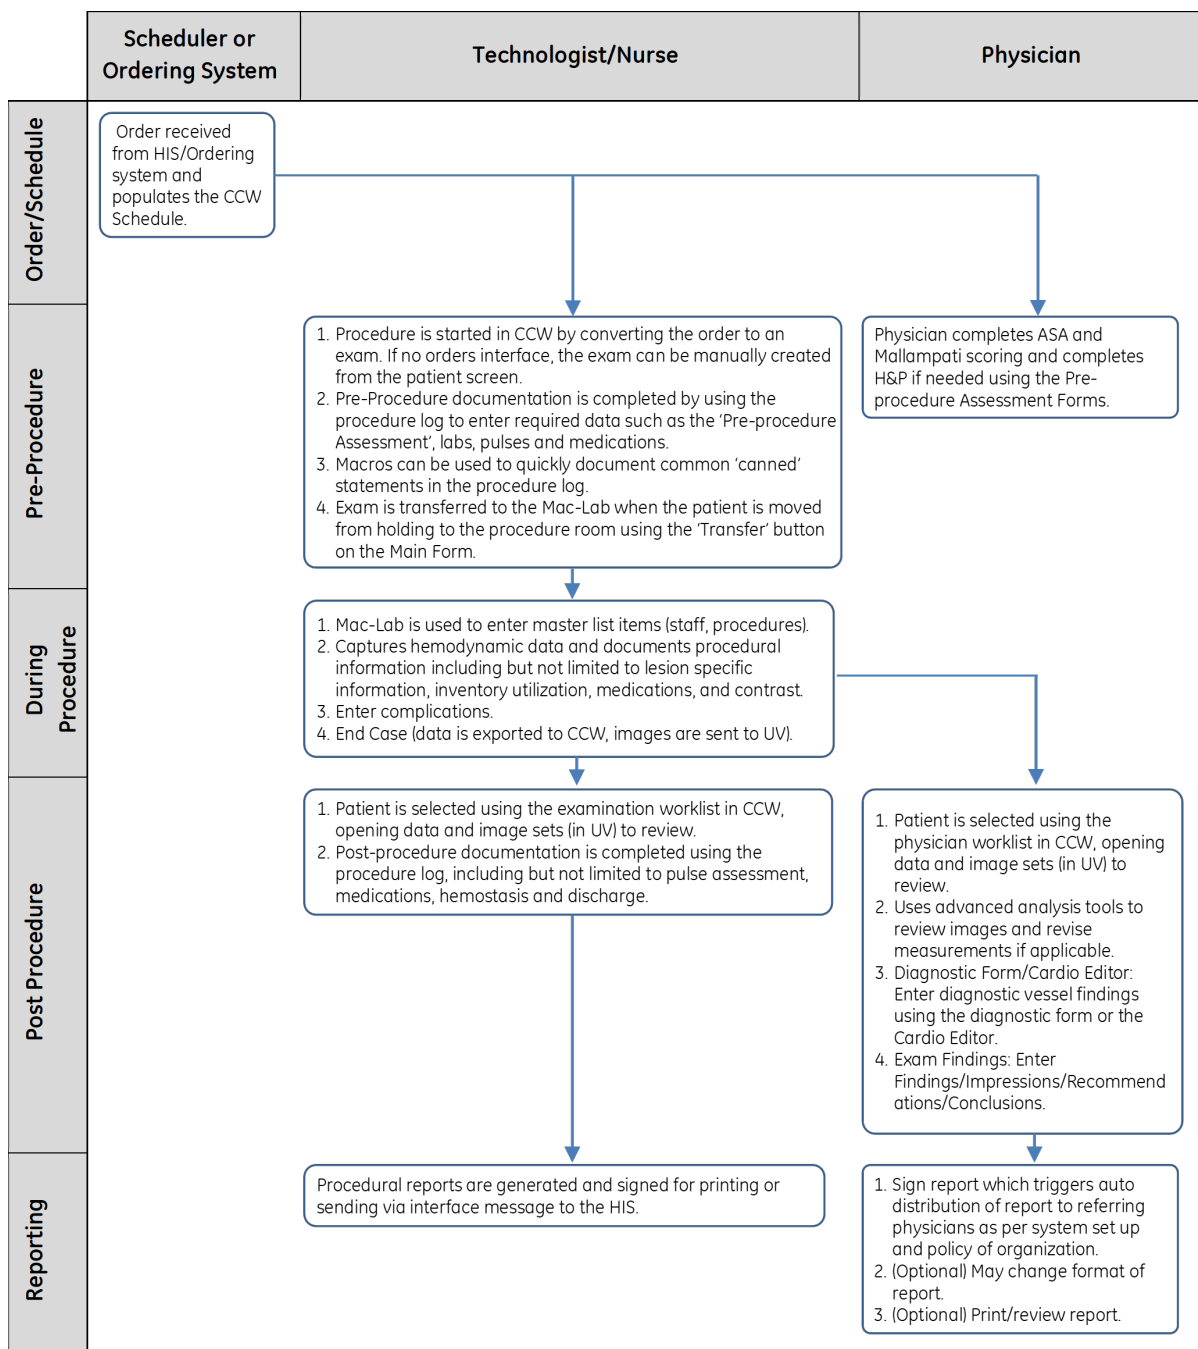 Scheduler or
Ordering System
Technologist/Nurse
Physician
Order/Schedule
Order received
from HIS/Ordering
system and
populates the CCW
Schedule.
Pre-Procedure
1. Procedure is started in CCW by converting the order to an
exam. If no orders interface, the exam can be manually created
from the patient screen.
2. Pre-Procedure documentation is completed by using the
procedure log to enter required data such as the ‘Pre-procedure
Assessment’, labs, pulses and medications.
3. Macros can be used to quickly document common ‘canned’
statements in the procedure log.
4. Exam is transferred to the Mac-Lab when the patient is moved
from holding to the procedure room using the ‘Transfer’ button
on the Main Form.
Physician completes ASA and
Mallampati scoring and completes
H&P if needed using the Pre-
procedure Assessment Forms.
During
Procedure
1. Mac-Lab is used to enter master list items (staff, procedures).
2. Captures hemodynamic data and documents procedural
information including but not limited to lesion specific
information, inventory utilization, medications, and contrast.
3. Enter complications.
4. End Case (data is exported to CCW, images are sent to UV).
Post Procedure
1. Patient is selected using the examination worklist in CCW,
opening data and image sets (in UV) to review.
2. Post-procedure documentation is completed using the
procedure log, including but not limited to pulse assessment,
medications, hemostasis and discharge.
1. Patient is selected using the
physician worklist in CCW, opening
data and image sets (in UV) to
review.
2. Uses advanced analysis tools to
review images and revise
measurements if applicable.
3. Diagnostic Form/Cardio Editor:
Enter diagnostic vessel findings
using the diagnostic form or the
Cardio Editor.
4. Exam Findings: Enter
Findings/Impressions/Recommend
ations/Conclusions.
Reporting
Procedural reports are generated and signed for printing or
sending via interface message to the HIS.
1. Sign report which triggers auto
distribution of report to referring
physicians as per system set up
and policy of organization.
2. (Optional) May change format of
report.
3. (Optional) Print/review report.